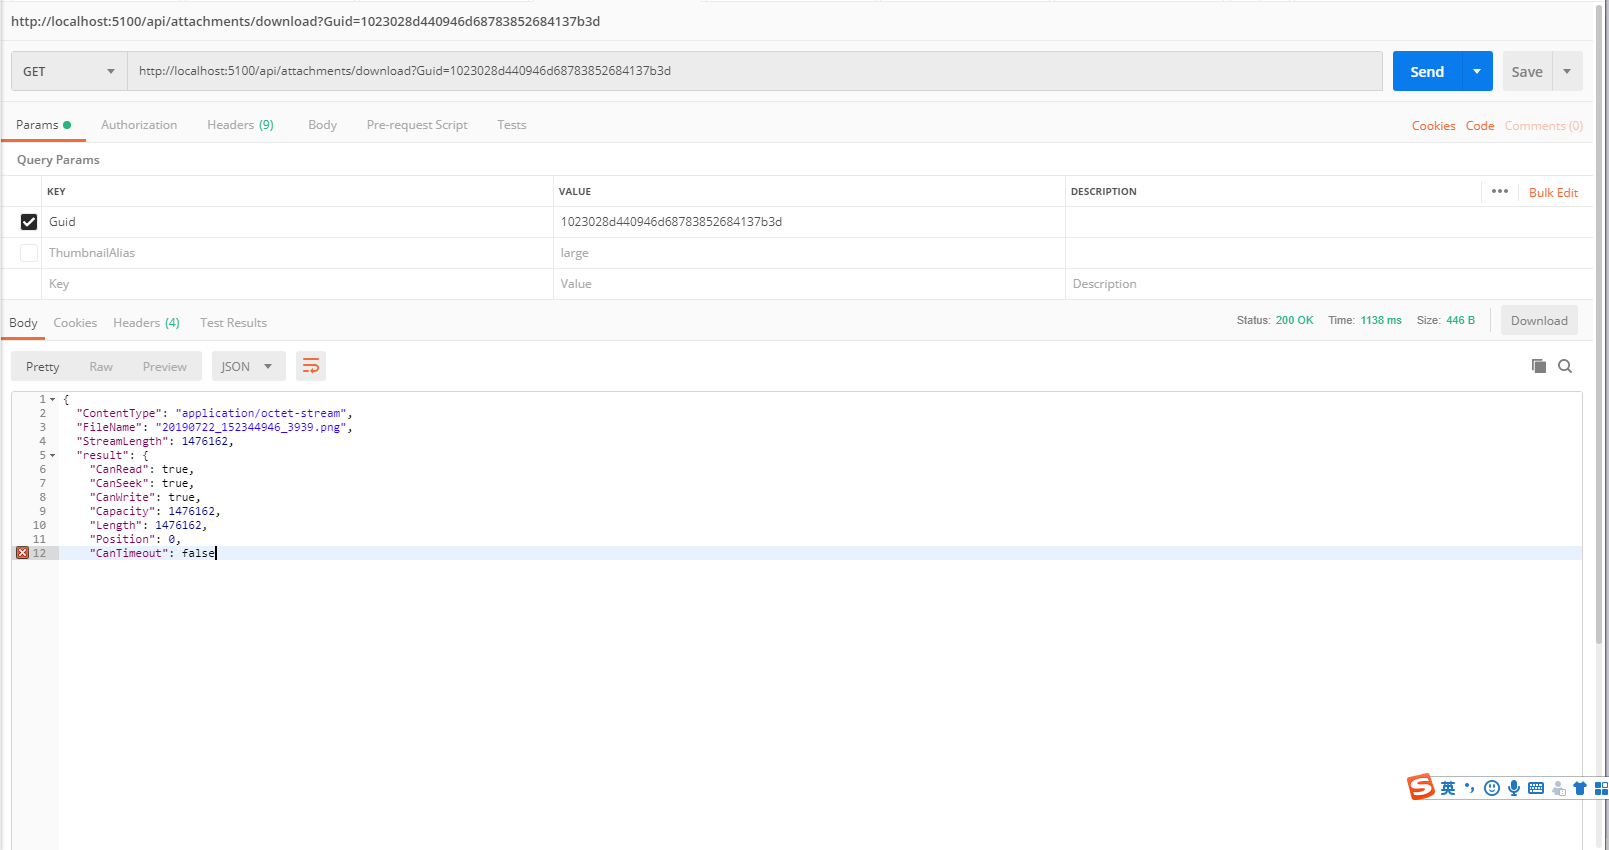 http://localhost:5100/api/attachments/download?Guid=1023028d440946d68783852684137b3d
GET http://localhost:5100/api/attachments/download?Guid=1023028d440946d68783852684137b3d Send Save
Params Authorization Headers (9) Body Pre-request Script Tests Cookies Code Comments (0)
Query Params
KEY VALUE DESCRIPTION ••• Bulk Edit
Guid 1023028d440946d68783852684137b3d
ThumbnailAlias large
Key Value Description
Body Cookies Headers (4) Test Results Status: 200 OK Time: 1138 ms Size: 446 B Download
Pretty Raw Preview JSON
1 {
2 "ContentType": "application/octet-stream",
3 "FileName": "20190722_152344946_3939.png",
4 "StreamLength": 1476162,
5 "result": {
6 "CanRead": true,
7 "CanSeek": true,
8 "CanWrite": true,
9 "Capacity": 1476162,
10 "Length": 1476162,
11 "Position": 0,
12 "CanTimeout": false
S 英